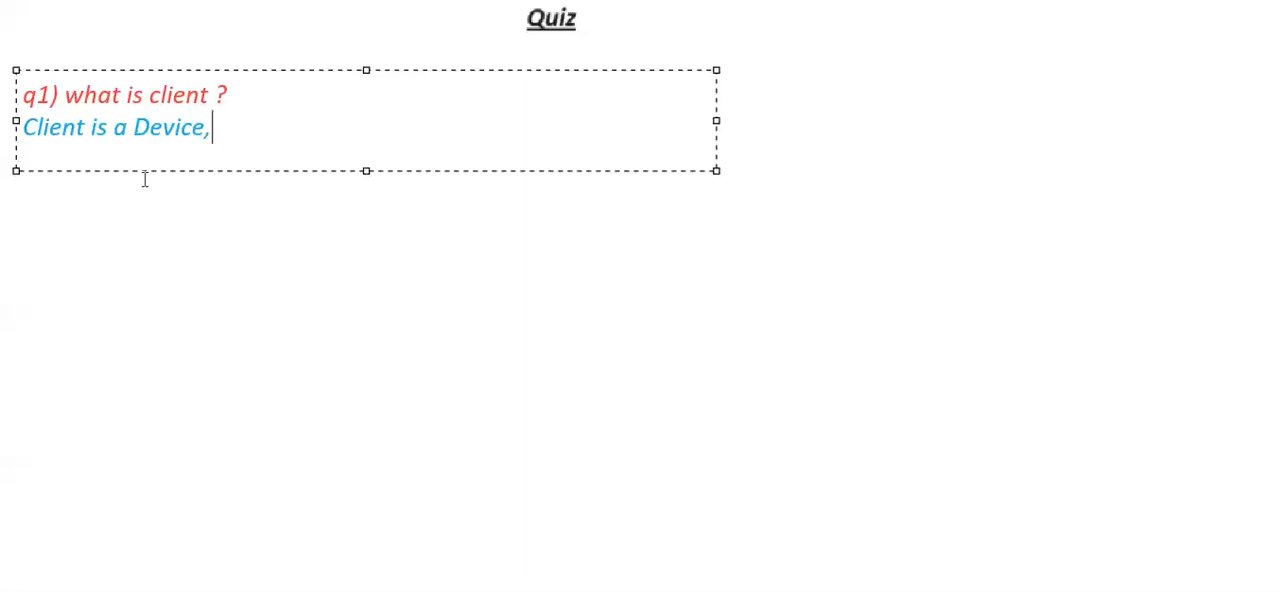 Quiz
q1) what is client ?
Client is a Device,